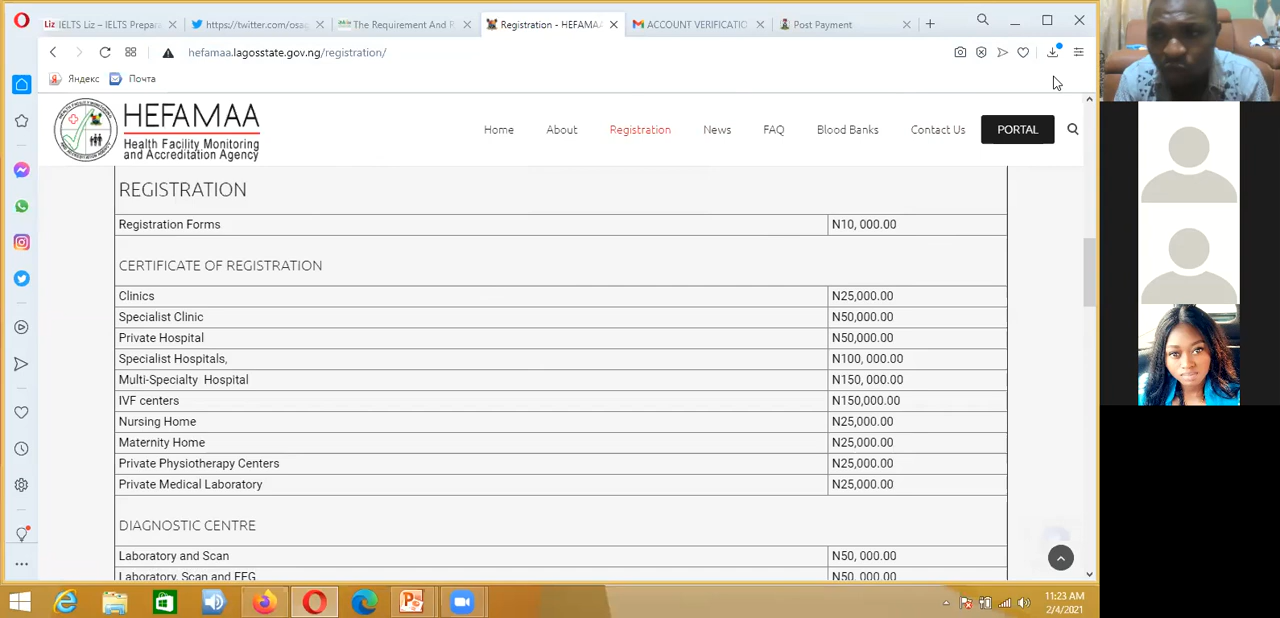 IELTS Liz – IELTS Prepara
https://twitter.com/osag
The Requirement And R
Registration - HEFAMAA
ACCOUNT VERIFICATIO
Post Payment
hefamaa.lagosstate.gov.ng/registration/
Яндекс
Почта
HEFAMAA
Health Facility Monitoring
and Accreditation Agency
Home
About
Registration
News
FAQ
Blood Banks
Contact Us
PORTAL
REGISTRATION
Registration Forms N10, 000.00
CERTIFICATE OF REGISTRATION
Clinics N25,000.00
Specialist Clinic N50,000.00
Private Hospital N50,000.00
Specialist Hospitals, N100, 000.00
Multi-Specialty Hospital N150, 000.00
IVF centers N150,000.00
Nursing Home N25,000.00
Maternity Home N25,000.00
Private Physiotherapy Centers N25,000.00
Private Medical Laboratory N25,000.00
DIAGNOSTIC CENTRE
Laboratory and Scan N50, 000.00
Laboratory, Scan and EEG N50, 000.00
11:23 AM
2/4/2021